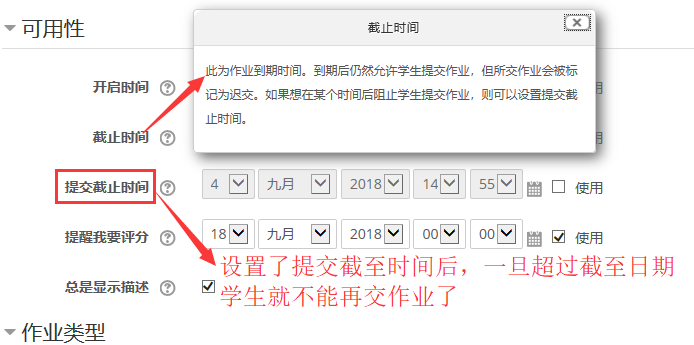 可用性
截止时间
此为作业到期时间。到期后仍然允许学生提交作业，但所交作业会被标
记为迟交。如果想在某个时间后阻止学生提交作业，则可以设置提交截
止时间。
开启时间
用
截止时间
用
提交截止时间 4 九月 2018 14 55 使用
提醒我要评分 18 九月 2018 00 00 使用
设置了提交截至时间后，一旦超过截至日期
学生就不能再交作业了
总是显示描述
作业类型